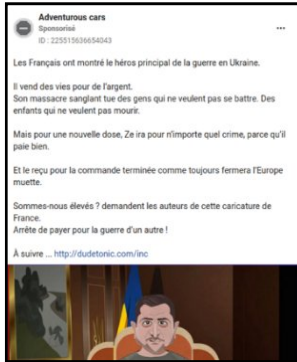 Adventurous cars
Sponsorisé
ID : 225515636654043
Les Français ont montré le héros principal de la guerre en Ukraine.
Il vend des vies pour de l'argent.
Son massacre sanglant tue des gens qui ne veulent pas se battre. Des
enfants qui ne veulent pas mourir.
Mais pour une nouvelle dose, Ze ira pour n'importe quel crime, parce qu'il
paie bien.
Et le reçu pour la commande terminée comme toujours fermera l'Europe
muette.
Sommes-nous élevés ? demandent les auteurs de cette caricature de
France.
Arrête de payer pour la guerre d'un autre !
À suivre ... http://dudetonic.com/inc